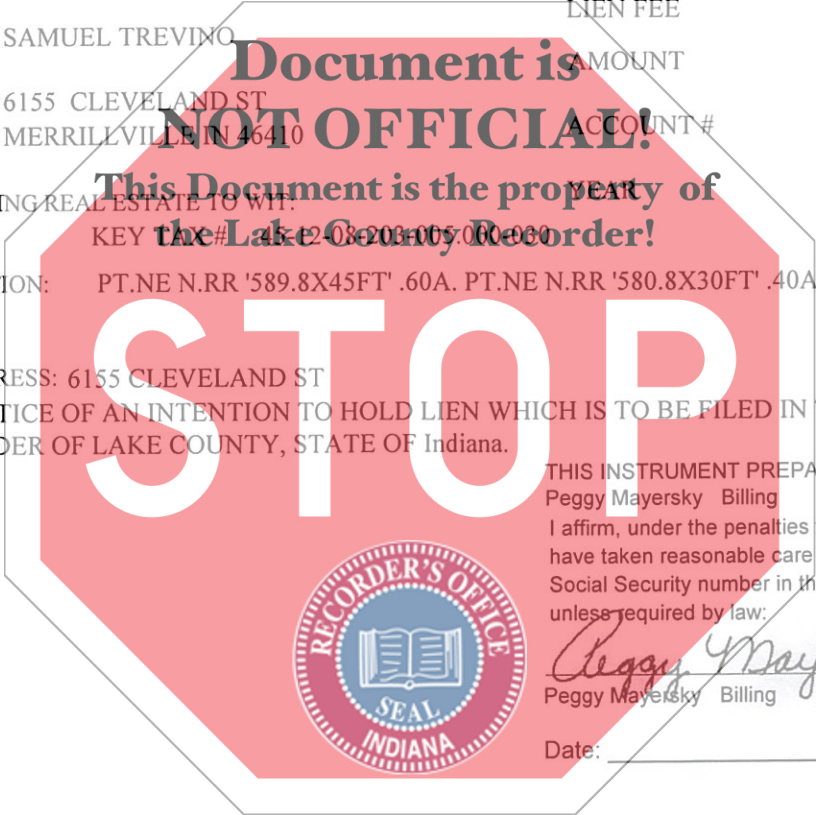 LIEN FEE
SAMUEL TREVINO
Document is
AMOUNT
6155 CLEVELAND ST
NOT OFFICIAL!
ACCOUNT #
MERRILLVILLE IN 46410
This Document is the property of
YEAR
ING REAL ESTATE TO WIT:
the Lake County Recorder!
KEY TAX #
ION: PT.NE N.RR '589.8X45FT' .60A. PT.NE N.RR '580.8X30FT' .40A
STOP
RESS: 6155 CLEVELAND ST
TICE OF AN INTENTION TO HOLD LIEN WHICH IS TO BE FILED IN
DER OF LAKE COUNTY, STATE OF Indiana.
THIS INSTRUMENT PREPA
Peggy Mayersky Billing
I affirm, under the penalties
have taken reasonable care
Social Security number in th
unless required by law:
Peggy May
Peggy Mayersky Billing
Date:
RECORDER'S OFFICE
SEAL
INDIANA